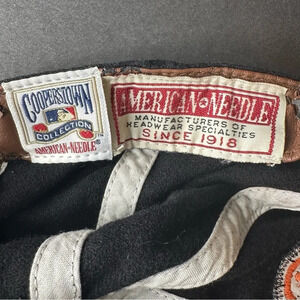 COOPERSTOWN
COLLECTION
AMERICAN-NEEDLE
AMERICAN NEEDLE
MANUFACTURERS OF
HEADWEAR SPECIALTIES
SINCE 1918